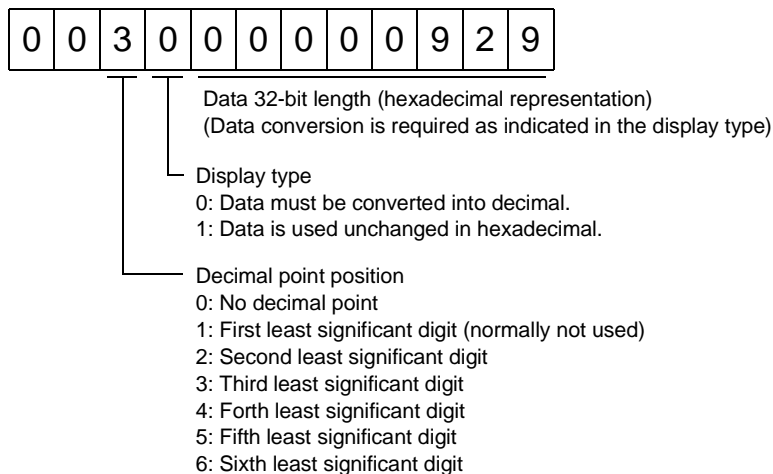 0 0 3 0 0 0 0 0 0 9 2 9
Data 32-bit length (hexadecimal representation)
(Data conversion is required as indicated in the display type)
Display type
0: Data must be converted into decimal.
1: Data is used unchanged in hexadecimal.
Decimal point position
0: No decimal point
1: First least significant digit (normally not used)
2: Second least significant digit
3: Third least significant digit
4: Forth least significant digit
5: Fifth least significant digit
6: Sixth least significant digit